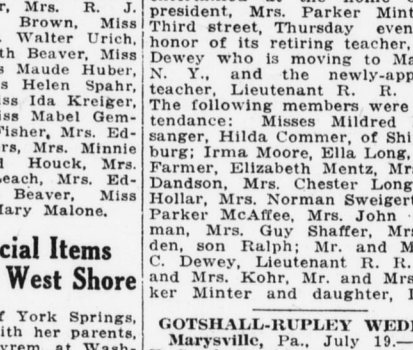 r, Mrs. R. J.
Brown, Miss
Walter Urich,
th Beaver, Miss
s Maude Huber,
s Helen Spahr,
iss Ida Kreiger,
iss Mabel Gem-
Fisher, Mrs. Ed-
rs, Mrs. Minnie
d Houck, Mrs.
Leach, Mrs. Ed-
Beaver, Miss
Mary Malone.
cial Items
West Shore
f York Springs,
ith her parents,
president, Mrs. Parker Mint
Third street, Thursday even
honor of its retiring teacher,
Dewey who is moving to Ma
N. Y., and the newly-app
teacher, Lieutenant R. R.
The following members were
tendance: Misses Mildred
sanger, Hilda Commer, of Shi
burg; Irma Moore, Ella Long,
Farmer, Elizabeth Mentz, Mrs
Dandson, Mrs. Chester Long
Hollar, Mrs. Norman Sweigert
Parker McAffee, Mrs. John
man, Mrs. Guy Shaffer, Mrs
den, son Ralph; Mr. and M
C. Dewey, Lieutenant R. R.
and Mrs. Kohr, Mr. and Mrs
ker Minter and daughter, I
GOTSHALL-RUPLEY WED
Marysville, Pa., July 19.—